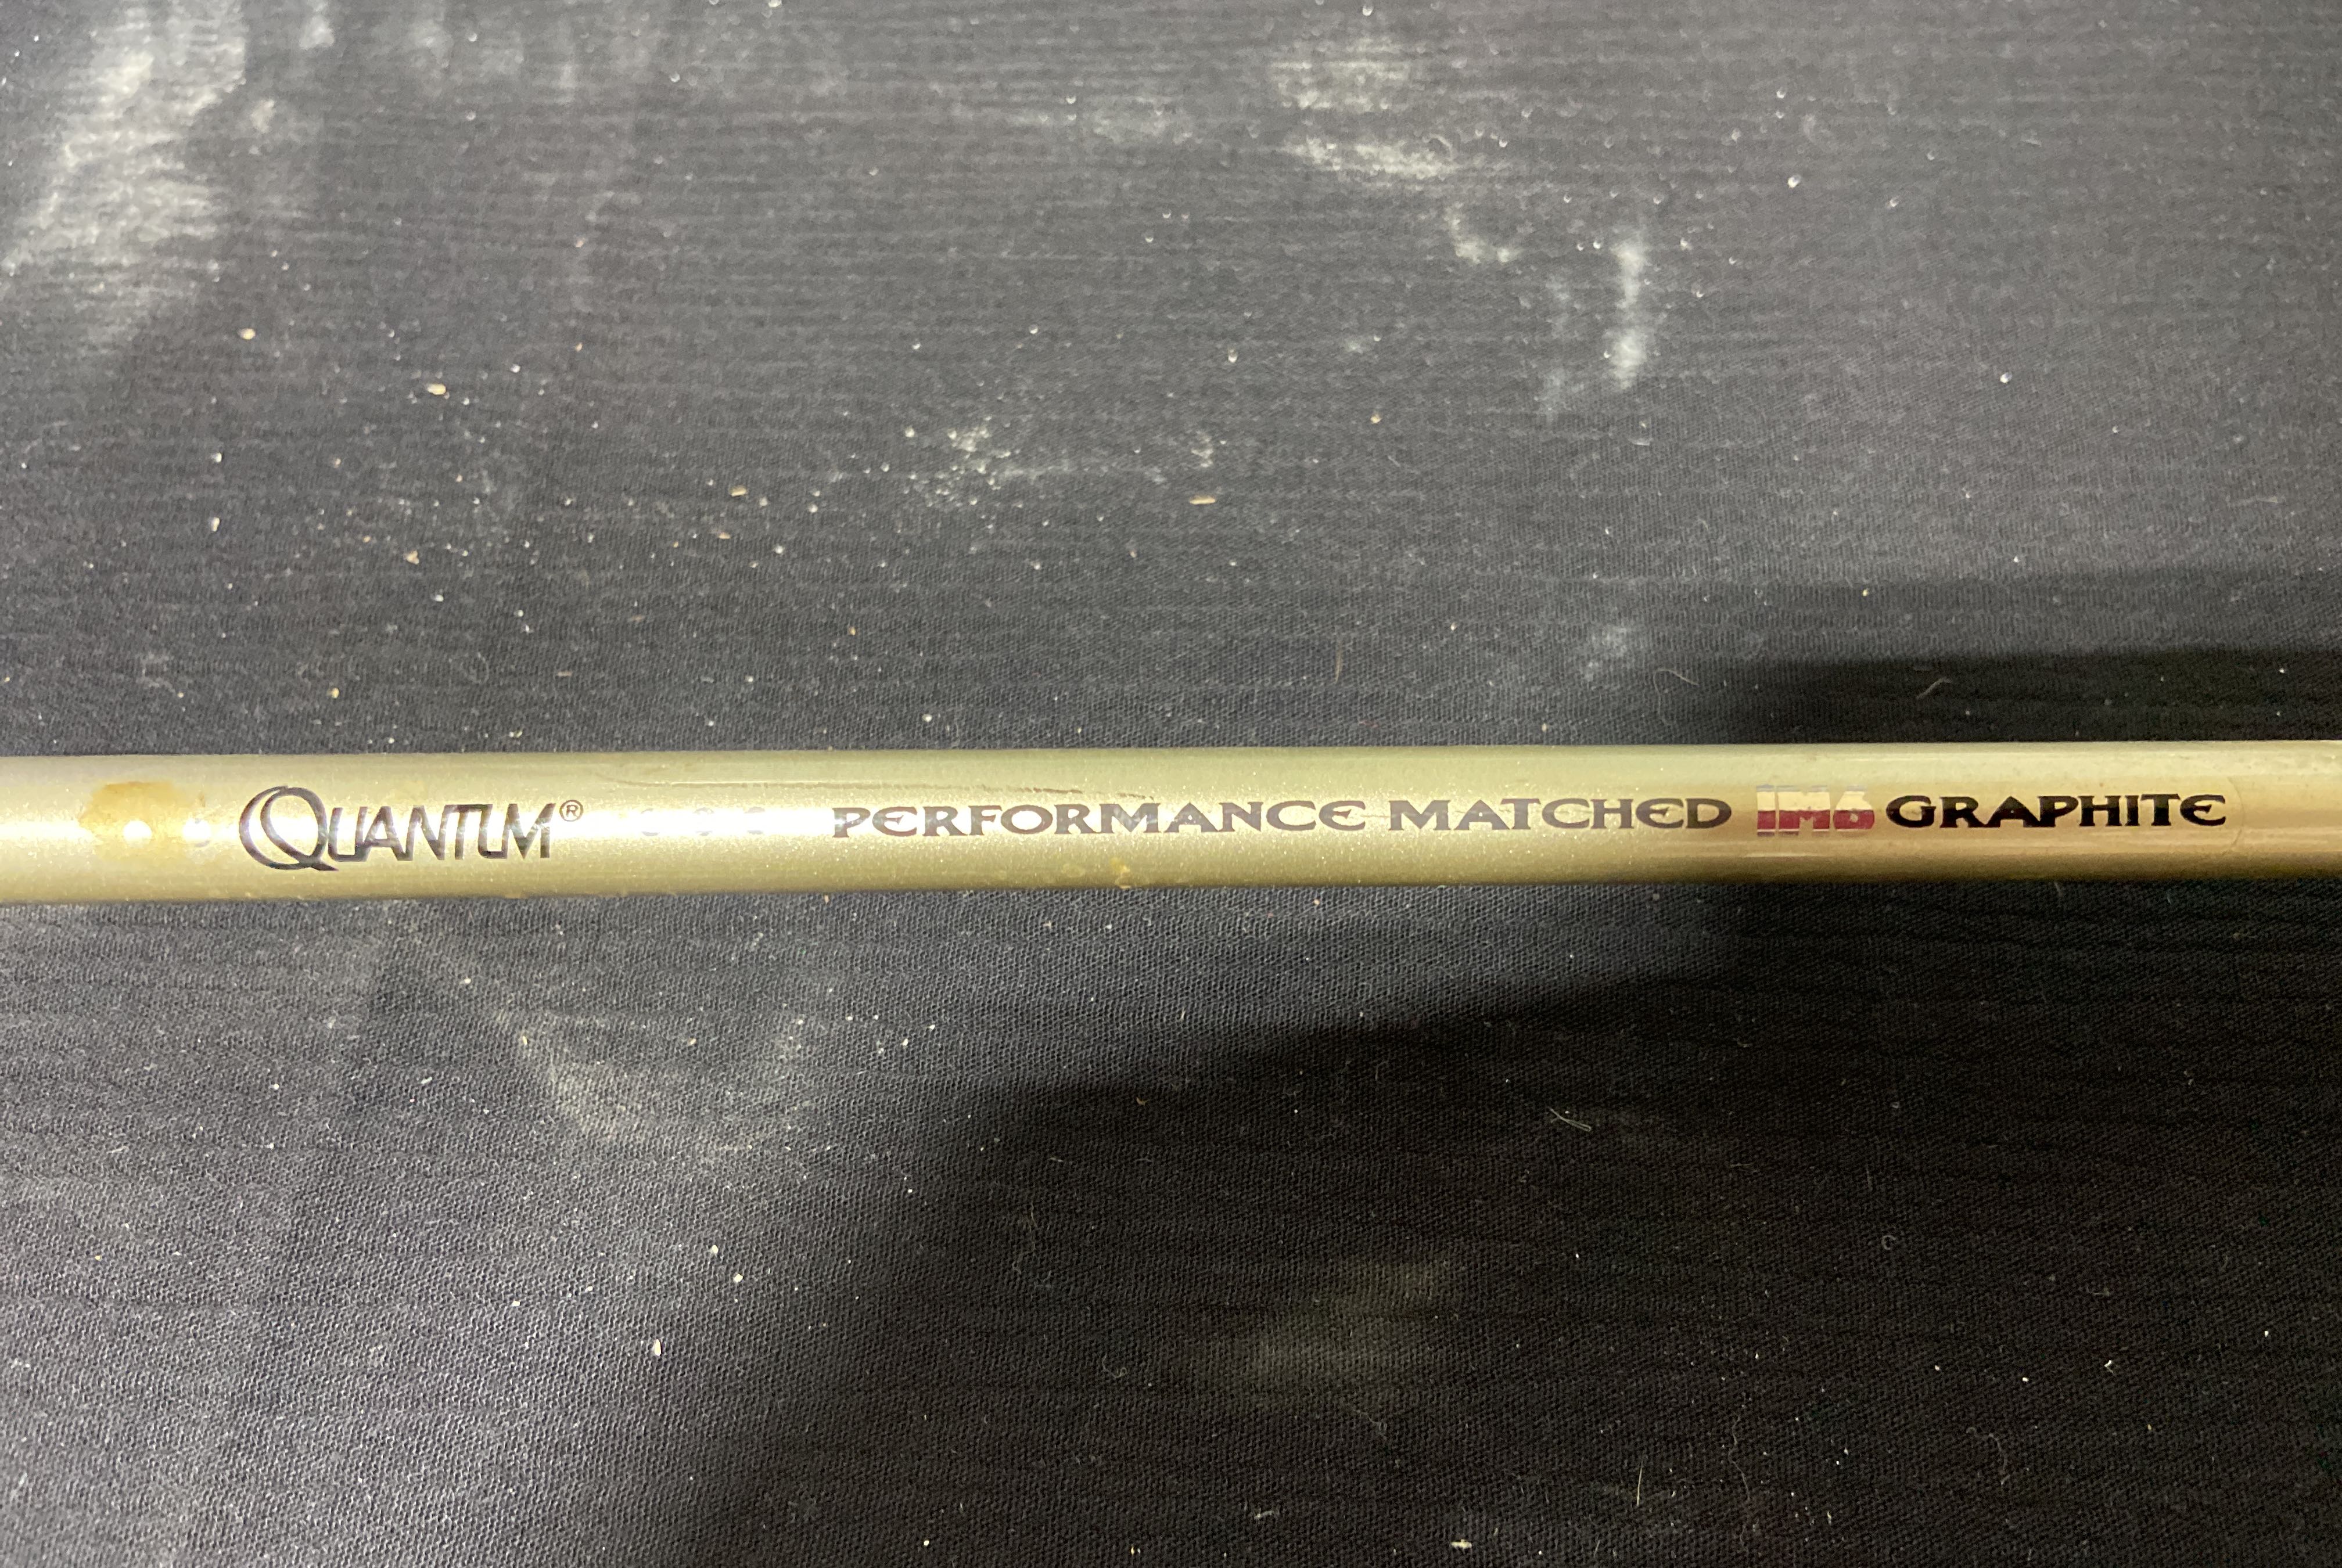 QUANTUM® PERFORMANCE MATCHED IM6 GRAPHITE